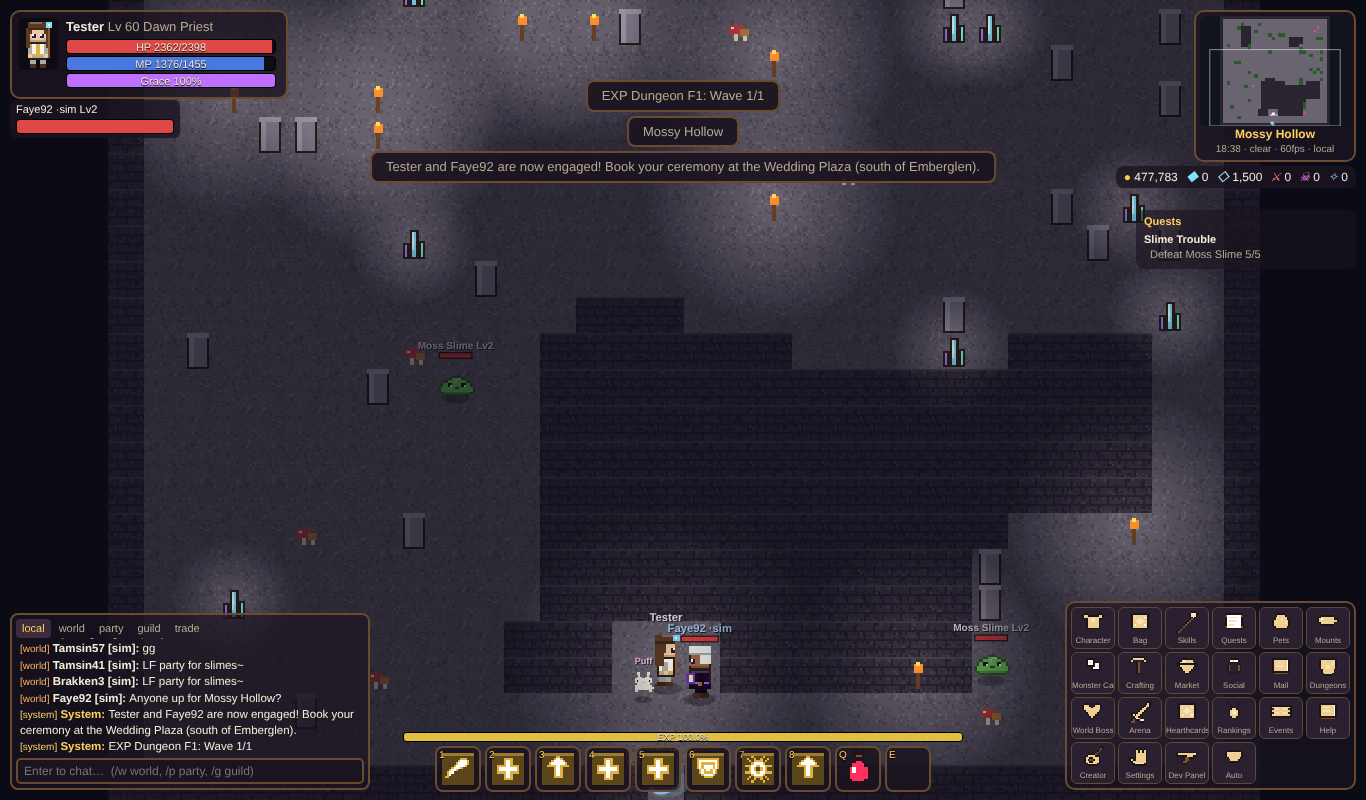 Tester Lv 60 Dawn Priest
HP 2362/2398
MP 1376/1455
Grace 100%
Faye92 ·sim Lv2
EXP Dungeon F1: Wave 1/1
Mossy Hollow
Tester and Faye92 are now engaged! Book your ceremony at the Wedding Plaza (south of Emberglen).
Mossy Hollow
18:38 · clear · 60fps · local
477,783 0 1,500 0 0 0
Quests
Slime Trouble
Defeat Moss Slime 5/5
Moss Slime Lv2
Tester
Faye92 ·sim
Puff
Moss Slime Lv2
local world party guild trade
[world] Tamsin57 [sim]: gg
[world] Tamsin41 [sim]: LF party for slimes~
[world] Brakken3 [sim]: LF party for slimes~
[world] Faye92 [sim]: Anyone up for Mossy Hollow?
[system] System: Tester and Faye92 are now engaged! Book your
ceremony at the Wedding Plaza (south of Emberglen).
[system] System: EXP Dungeon F1: Wave 1/1
Enter to chat… (/w world, /p party, /g guild)
EXP 100.0%
1 2 3 4 5 6 7 8 Q E
Character Bag Skills Quests Pets Mounts
Monster Ca Crafting Market Social Mail Dungeons
World Boss Arena Hearthcards Rankings Events Help
Creator Settings Dev Panel Auto